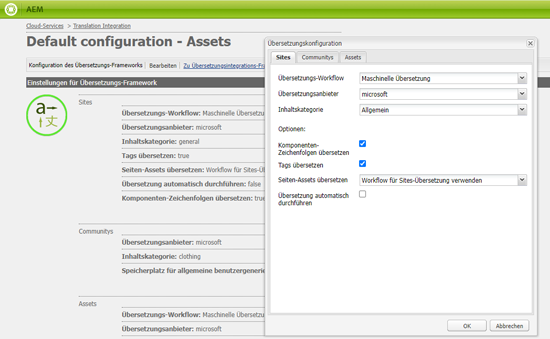 AEM
Cloud-Services > Translation Integration
Default configuration - Assets
Konfiguration des Übersetzungs-Frameworks | Bearbeiten | Zu Übersetzungsintegrations-Fra
Einstellungen für Übersetzungs-Framework
a
文
Sites
Übersetzungs-Workflow: Maschinelle Übersetzu
Übersetzungsanbieter: microsoft
Inhaltskategorie: general
Tags übersetzen: true
Seiten-Assets übersetzen: Workflow für Sites-Üb
Übersetzung automatisch durchführen: false
Komponenten-Zeichenfolgen übersetzen: true
Communitys
Übersetzungsanbieter: microsoft
Inhaltskategorie: clothing
Speicherplatz für allgemeine benutzergenerie
Assets
Übersetzungs-Workflow: Maschinelle Übersetzu
Übersetzungsanbieter: microsoft
Übersetzungskonfiguration
Sites Communitys Assets
Übersetzungs-Workflow Maschinelle Übersetzung
Übersetzungsanbieter microsoft
Inhaltskategorie Allgemein
Optionen:
Komponenten-
Zeichenfolgen übersetzen
Tags übersetzen
Seiten-Assets übersetzen Workflow für Sites-Übersetzung verwenden
Übersetzung automatisch
durchführen
OK Abbrechen